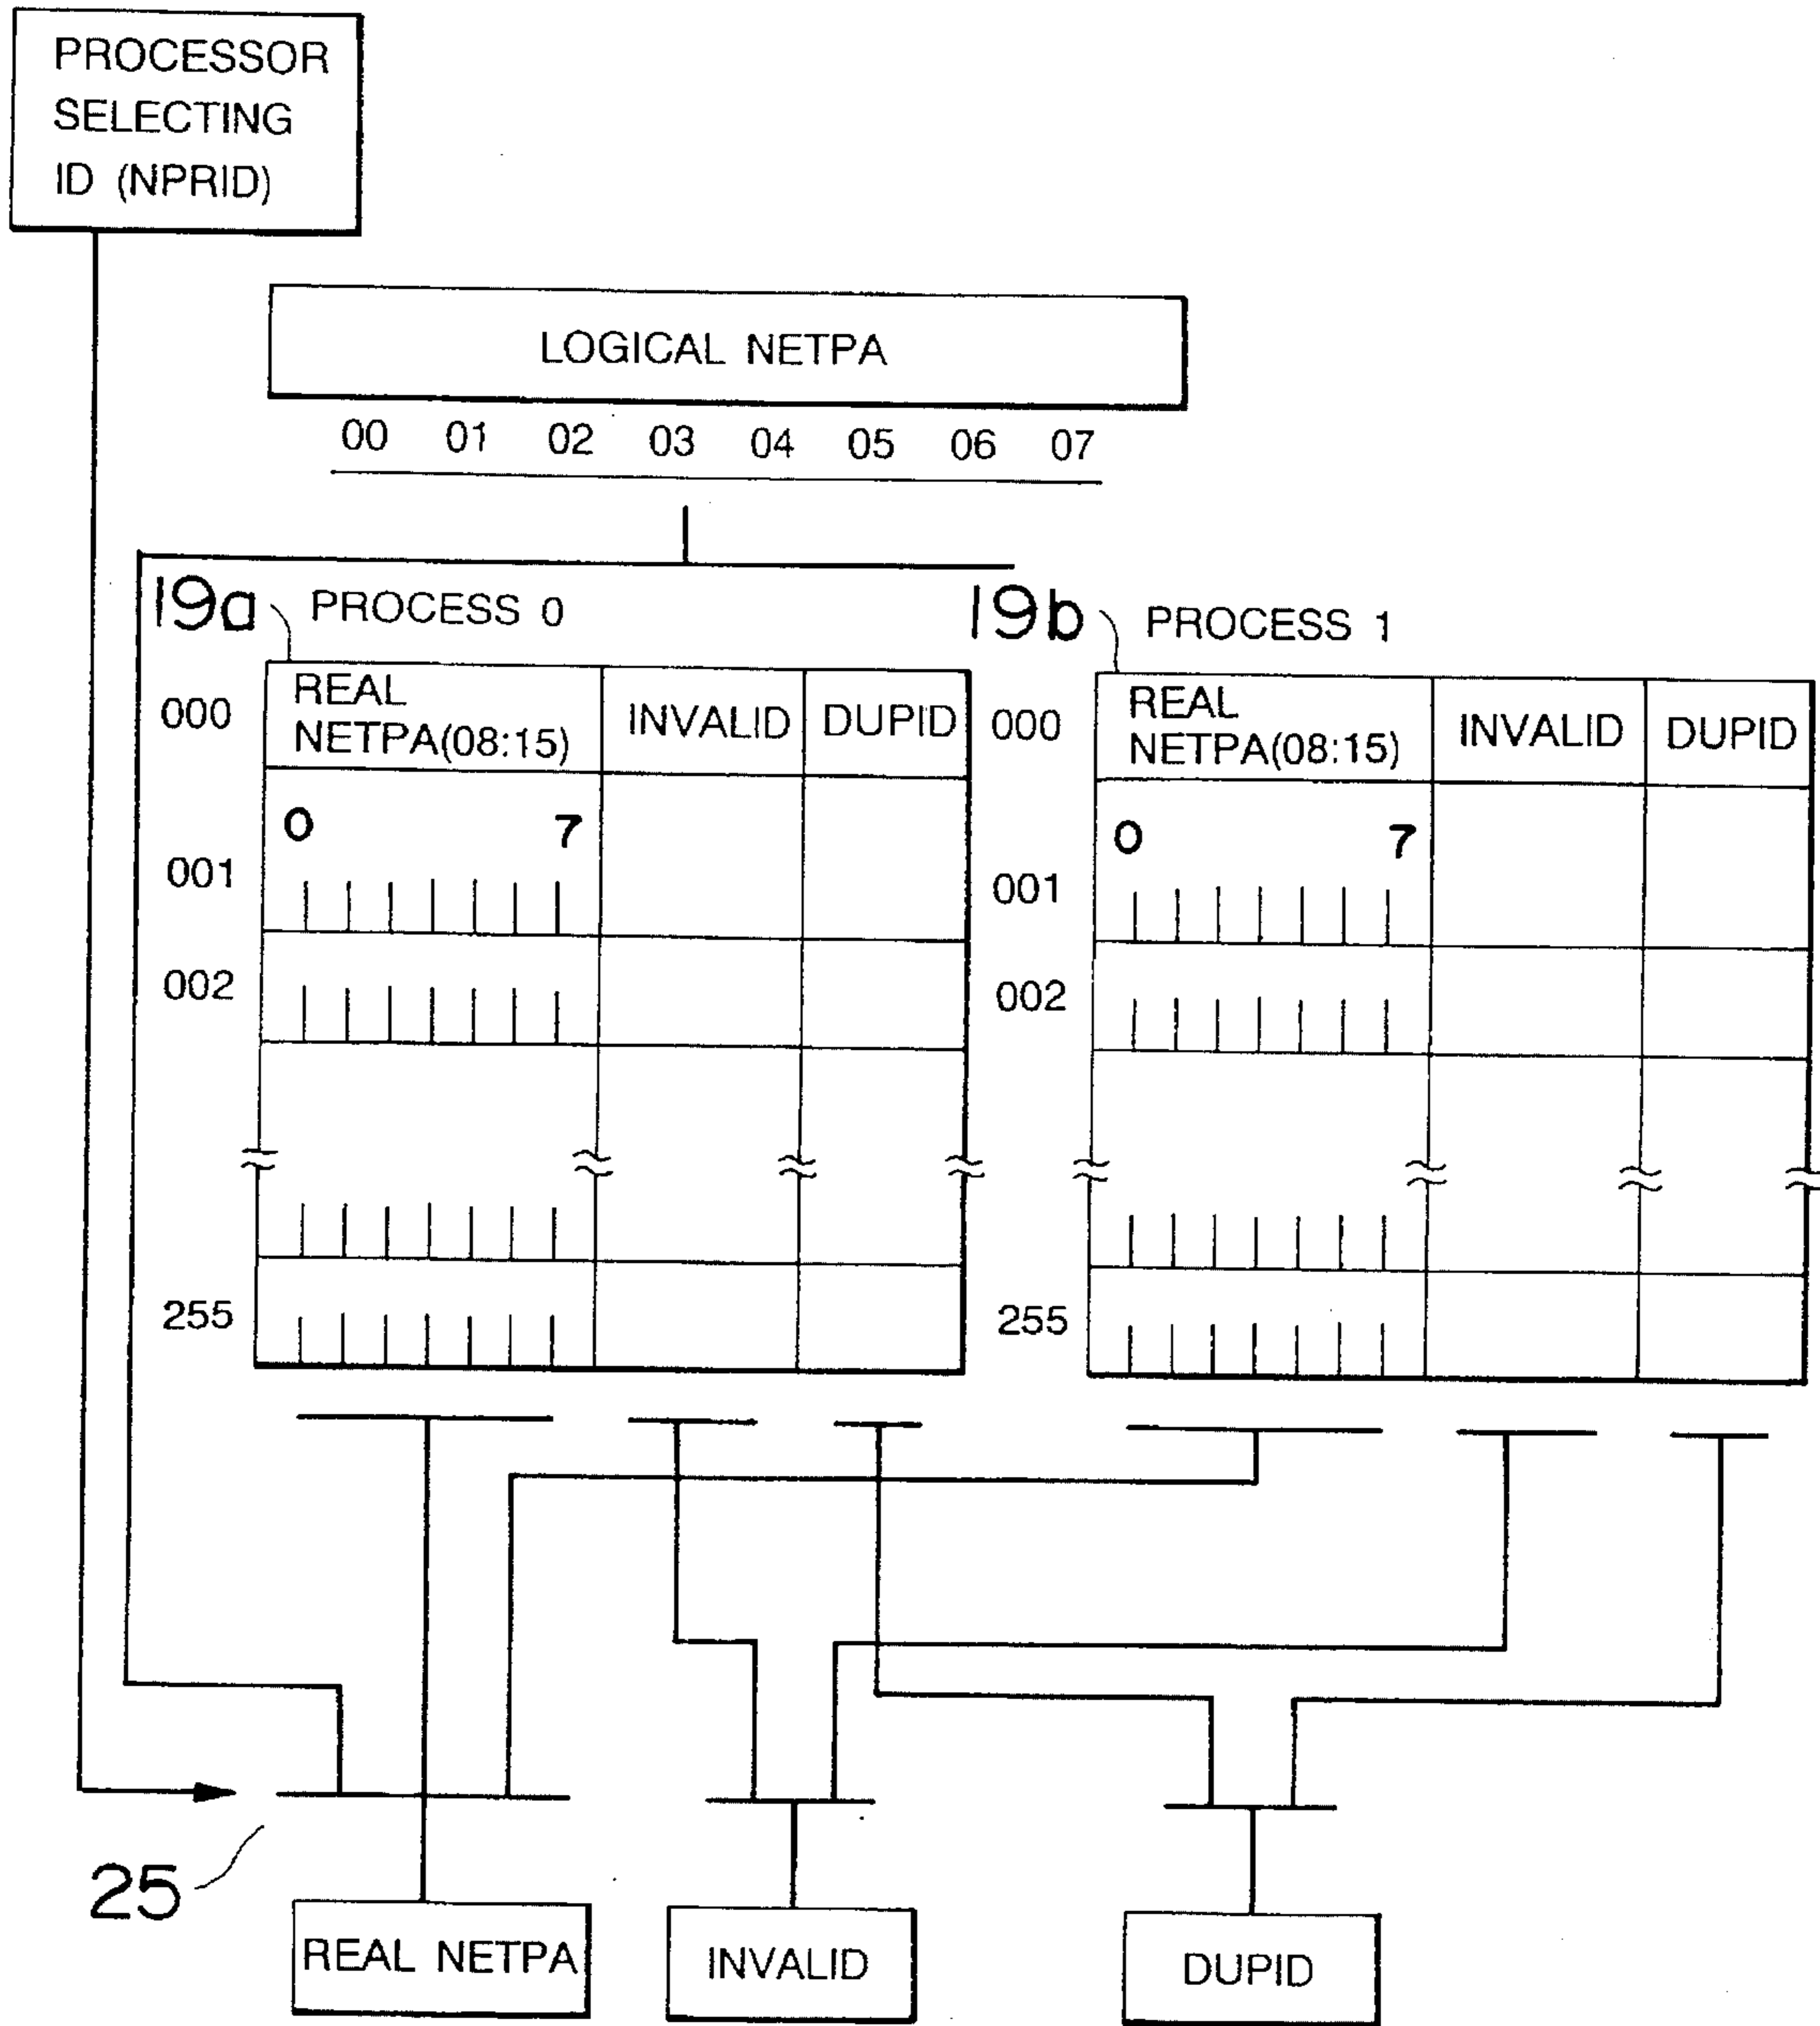 PROCESSOR
SELECTING
ID (NPRID)
LOGICAL NETPA
00 01 02 03 04 05 06 07
19a PROCESS 0
19b PROCESS 1
000 REAL NETPA(08:15) INVALID DUPID
000 REAL NETPA(08:15) INVALID DUPID
0 7
0 7
001
001
002
002
255
255
25
REAL NETPA
INVALID
DUPID